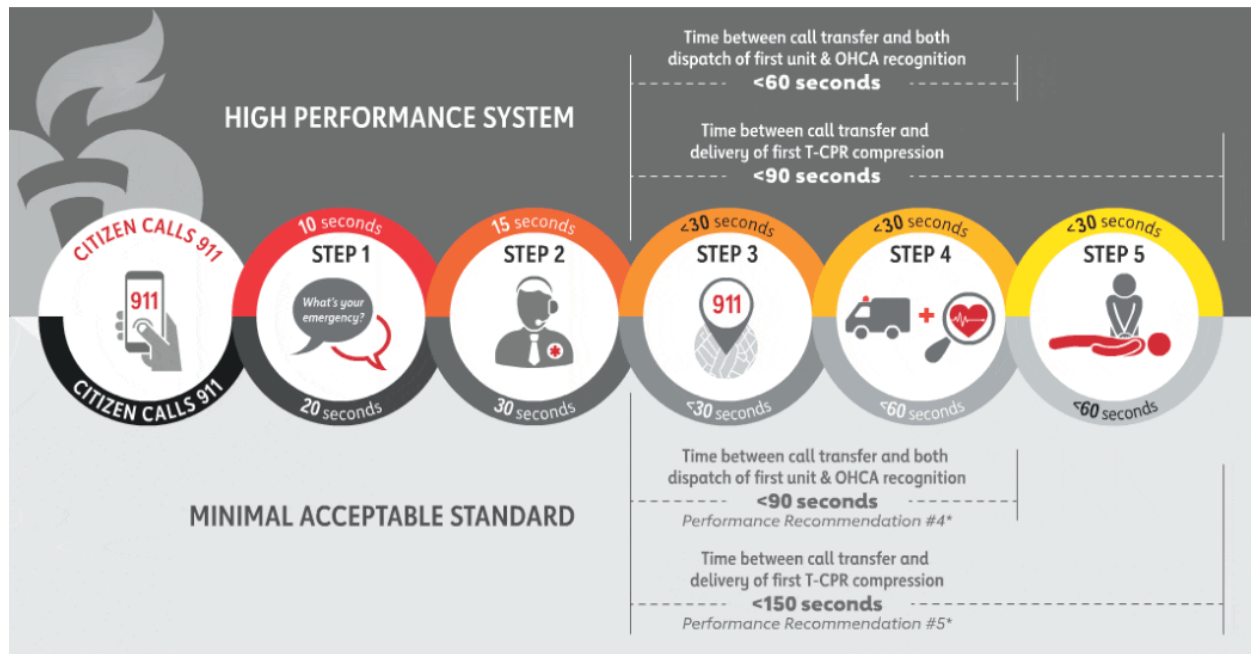 Time between call transfer and both
dispatch of first unit & OHCA recognition
<60 seconds
HIGH PERFORMANCE SYSTEM
Time between call transfer and
delivery of first T-CPR compression
<90 seconds
CITIZEN CALLS 911
911
CITIZEN CALLS 911
10 seconds
STEP 1
What's your
emergency?
20 seconds
15 seconds
STEP 2
30 seconds
<30 seconds
STEP 3
911
<30 seconds
<30 seconds
STEP 4
<60 seconds
<30 seconds
STEP 5
<60 seconds
Time between call transfer and both
dispatch of first unit & OHCA recognition
<90 seconds
Performance Recommendation #4*
MINIMAL ACCEPTABLE STANDARD
Time between call transfer and
delivery of first T-CPR compression
<150 seconds
Performance Recommendation #5*